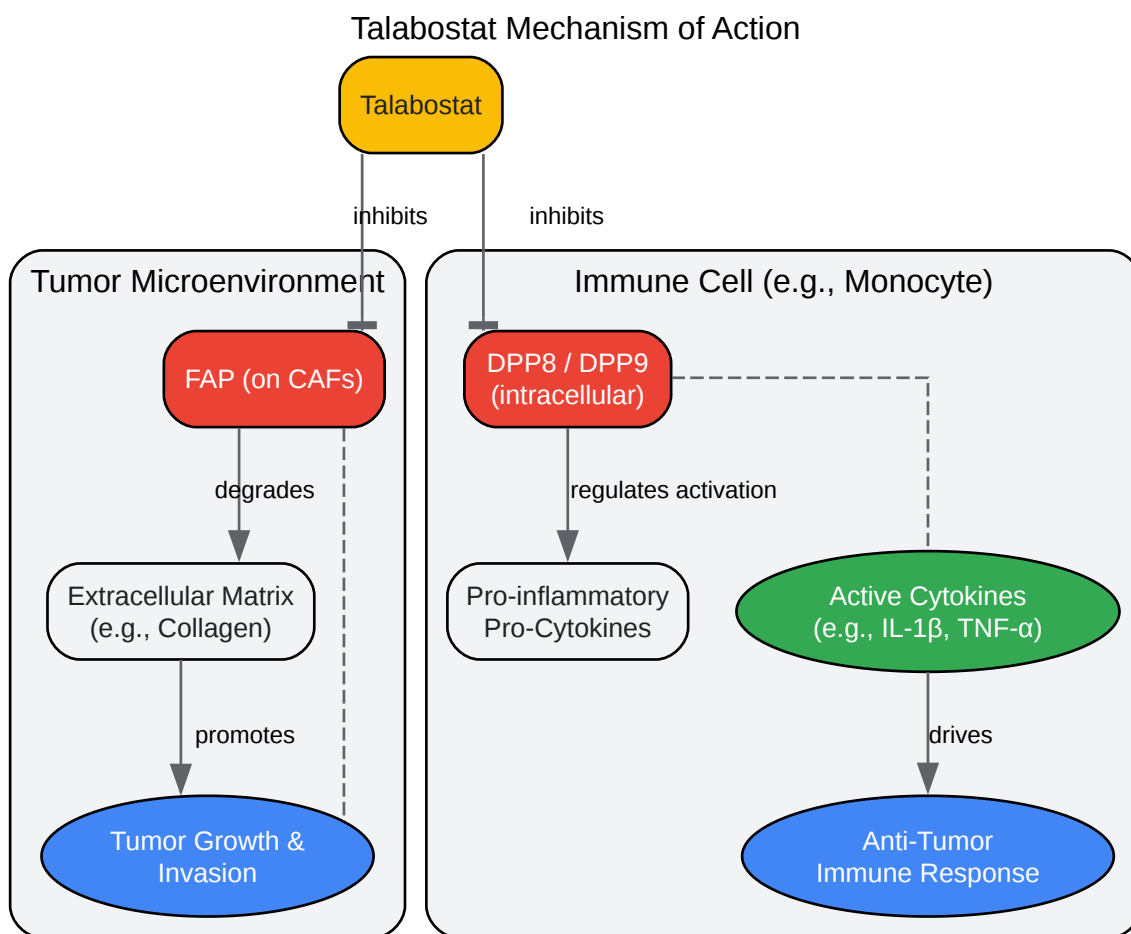 Talabostat Mechanism of Action
Talabostat
inhibits
inhibits
Tumor Microenvironment
Immune Cell (e.g., Monocyte)
FAP (on CAFs)
DPP8 / DPP9
(intracellular)
degrades
regulates activation
Extracellular Matrix
(e.g., Collagen)
Pro-inflammatory
Pro-Cytokines
Active Cytokines
(e.g., IL-1β, TNF-α)
promotes
drives
Tumor Growth &
Invasion
Anti-Tumor
Immune Response